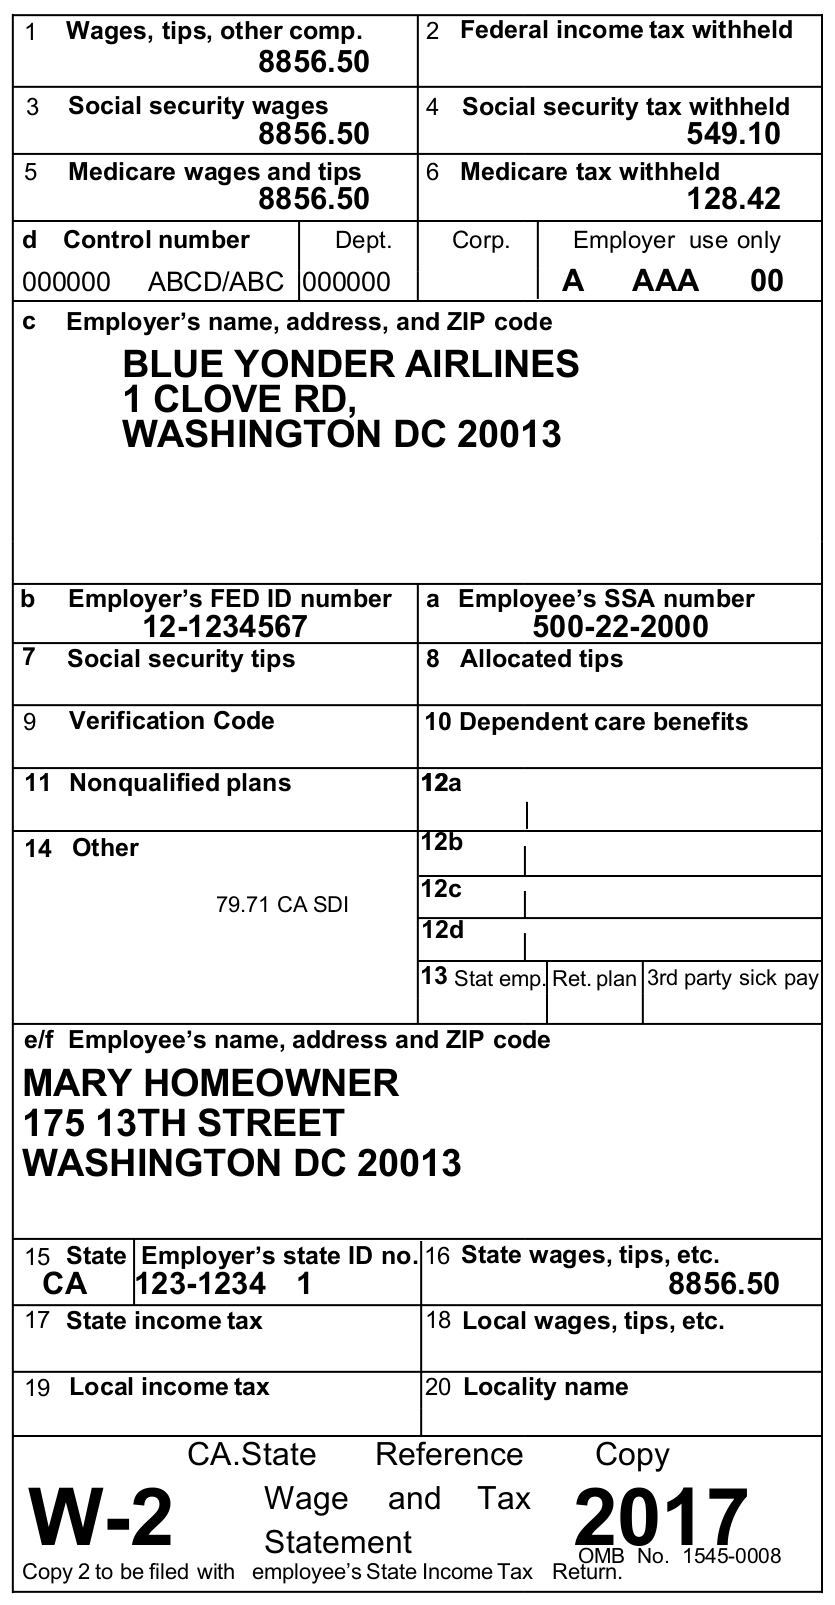 1 Wages, tips, other comp.
8856.50
2 Federal income tax withheld
3 Social security wages
8856.50
4 Social security tax withheld
549.10
5 Medicare wages and tips
8856.50
6 Medicare tax withheld
128.42
d Control number
000000 ABCD/ABC
Dept.
000000
Corp.
Employer use only
A AAA 00
c Employer’s name, address, and ZIP code
BLUE YONDER AIRLINES
1 CLOVE RD,
WASHINGTON DC 20013
b Employer’s FED ID number
12-1234567
a Employee’s SSA number
500-22-2000
7 Social security tips
8 Allocated tips
9 Verification Code
10 Dependent care benefits
11 Nonqualified plans
12a
14 Other
79.71 CA SDI
12b
12c
12d
13 Stat emp. Ret. plan 3rd party sick pay
e/f Employee’s name, address and ZIP code
MARY HOMEOWNER
175 13TH STREET
WASHINGTON DC 20013
15 State
CA
Employer’s state ID no.
123-1234 1
16 State wages, tips, etc.
8856.50
17 State income tax
18 Local wages, tips, etc.
19 Local income tax
20 Locality name
CA.State Reference Copy
W-2
Wage and Tax
Statement
2017
OMB No. 1545-0008
Copy 2 to be filed with employee’s State Income Tax Return.